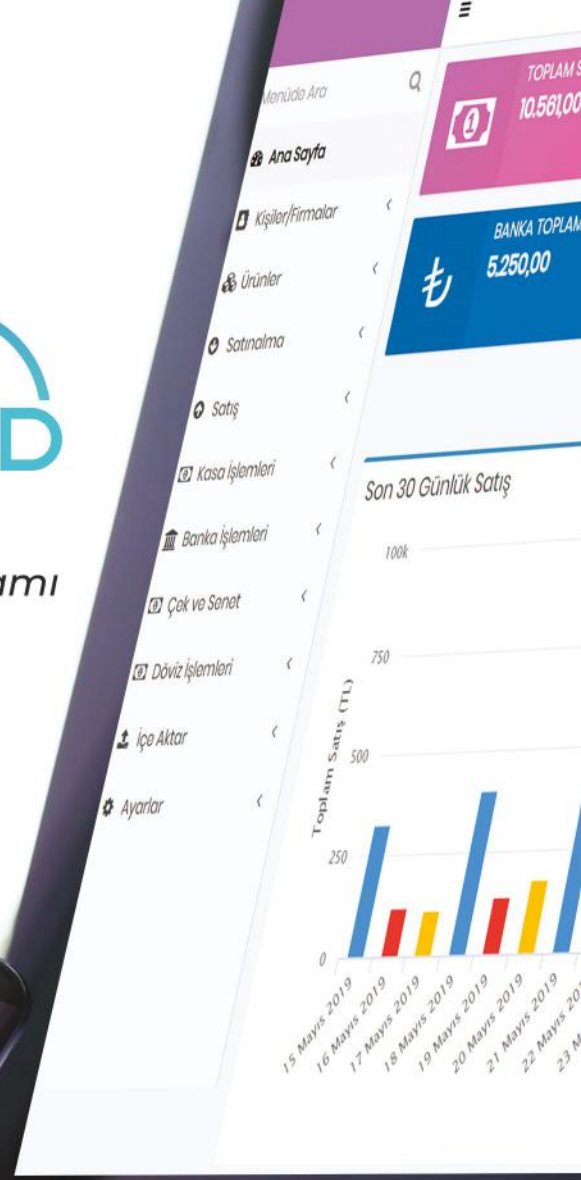 D
amı
Menüde Ara
Ana Sayfa
Kişiler/Firmalar
Ürünler
Satınalma
Satış
Kasa İşlemleri
Banka İşlemleri
Çek ve Senet
Döviz İşlemleri
İçe Aktar
Ayarlar
TOPLAM S
10.561,00
BANKA TOPLAM
5.250,00
Son 30 Günlük Satış
Toplam Satış (TL)
100k
750
500
250
0
15 Mayıs 2019
16 Mayıs 2019
17 Mayıs 2019
18 Mayıs 2019
19 Mayıs 2019
20 Mayıs 2019
21 Mayıs 2019
22 Mayıs 201
23 M